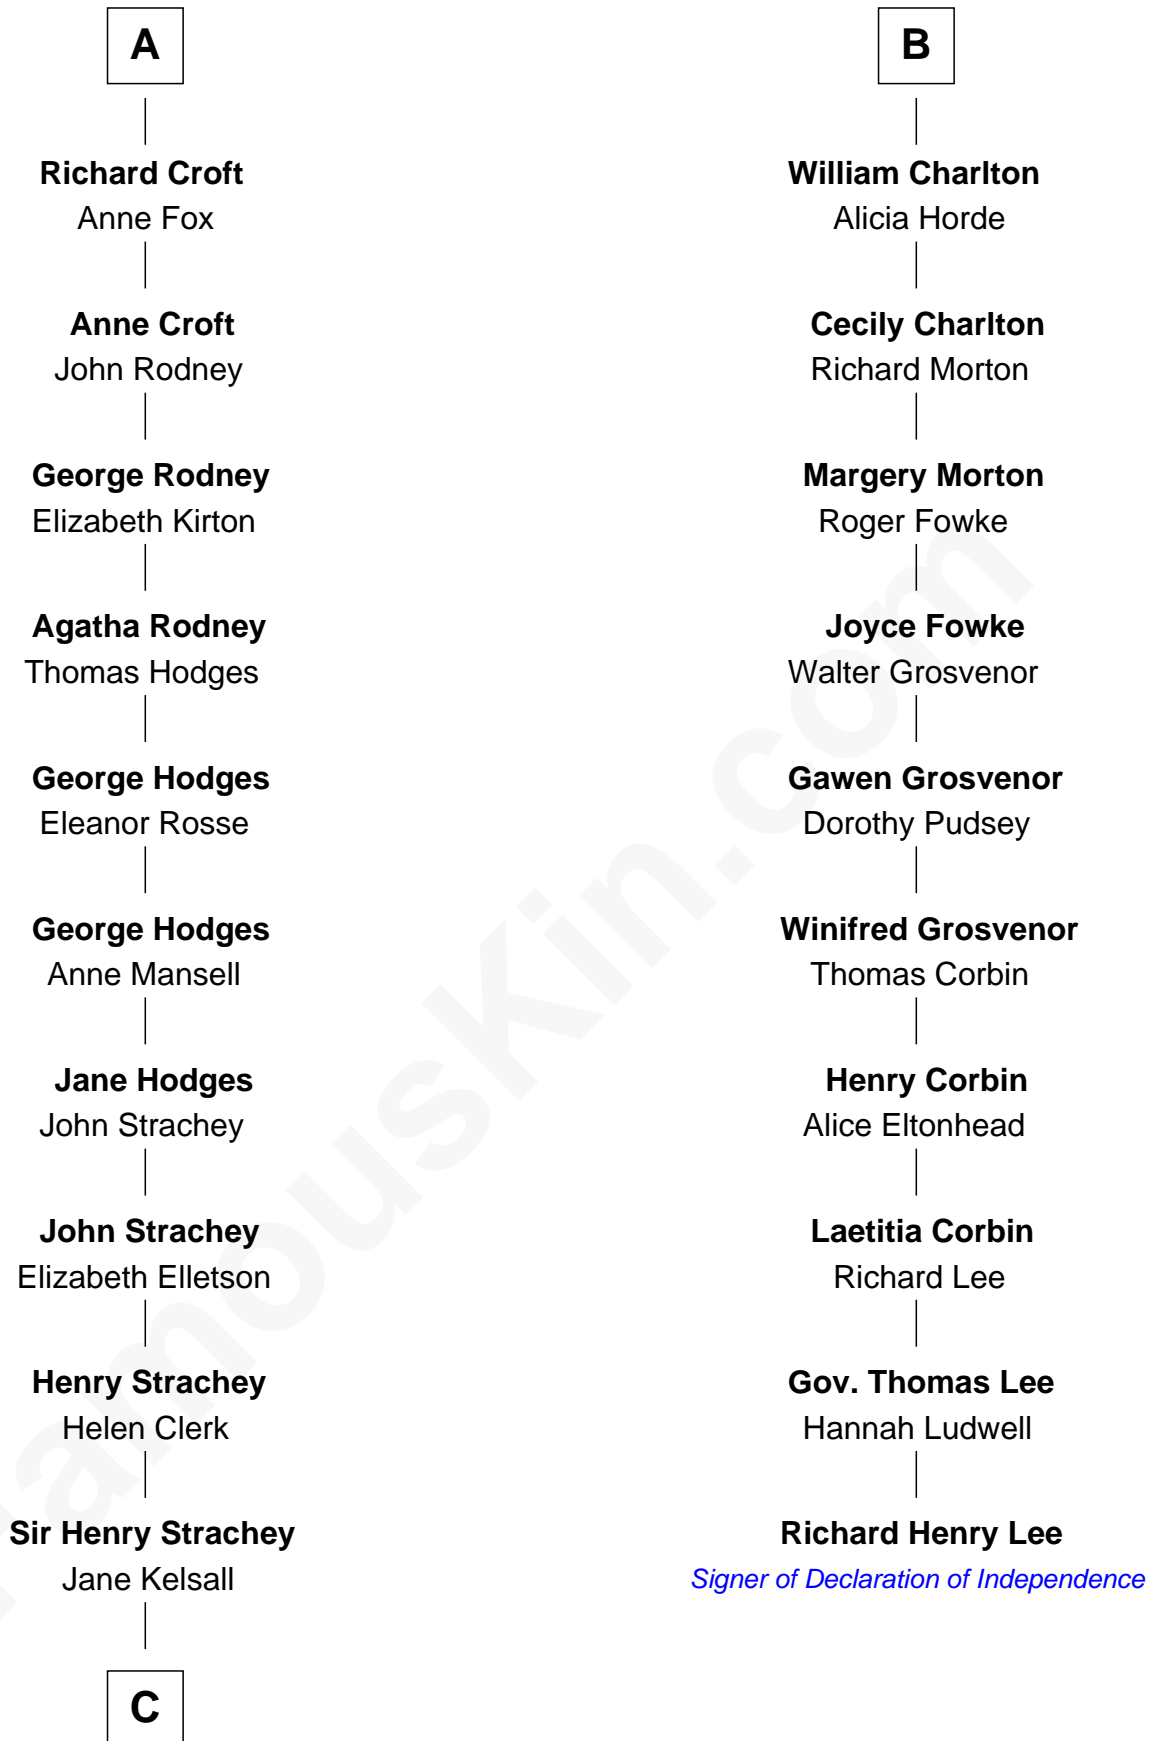 A
Richard Croft
Anne Fox
Anne Croft
John Rodney
George Rodney
Elizabeth Kirton
Agatha Rodney
Thomas Hodges
George Hodges
Eleanor Rosse
George Hodges
Anne Mansell
Jane Hodges
John Strachey
John Strachey
Elizabeth Elletson
Henry Strachey
Helen Clerk
Sir Henry Strachey
Jane Kelsall
C
B
William Charlton
Alicia Horde
Cecily Charlton
Richard Morton
Margery Morton
Roger Fowke
Joyce Fowke
Walter Grosvenor
Gawen Grosvenor
Dorothy Pudsey
Winifred Grosvenor
Thomas Corbin
Henry Corbin
Alice Eltonhead
Laetitia Corbin
Richard Lee
Gov. Thomas Lee
Hannah Ludwell
Richard Henry Lee
Signer of Declaration of Independence
FamousKin.com